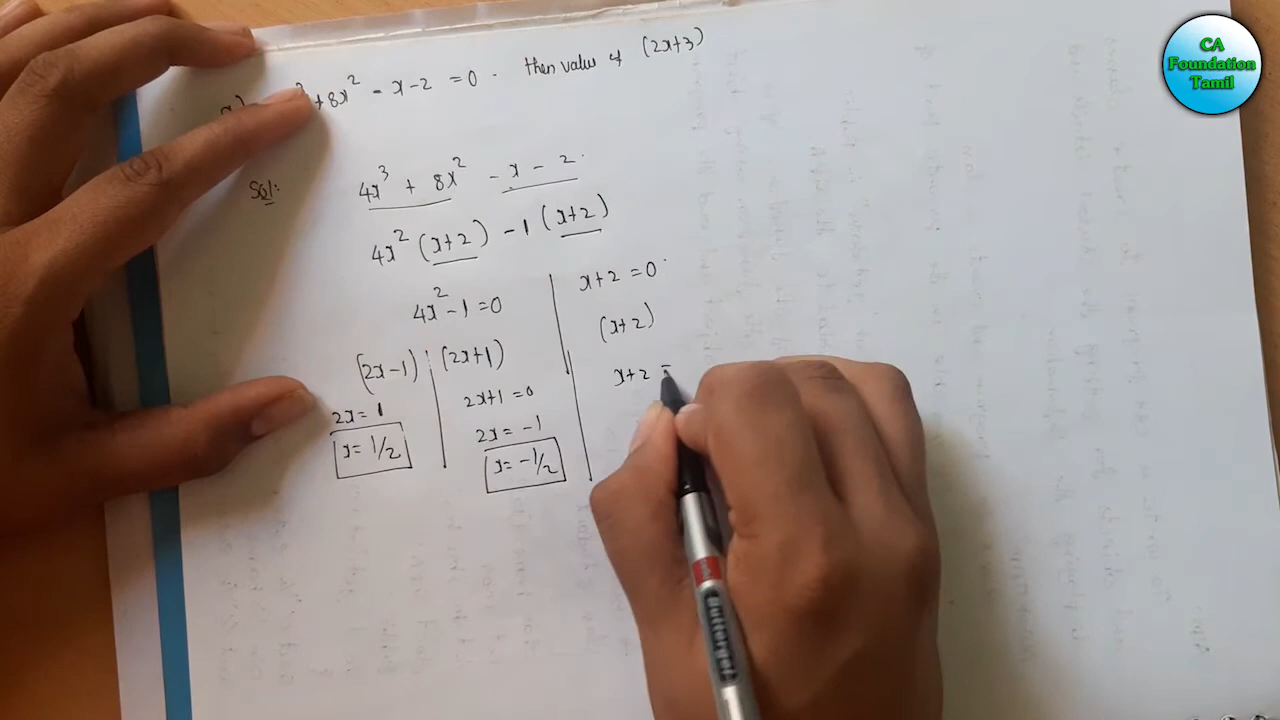 ³ + 8x² - x - 2 = 0 . then value of (2x+3)
Sol:
4x³ + 8x² - x - 2 .
4x² (x+2) - 1 (x+2)
4x² - 1 = 0
x+2 = 0 .
(2x-1) (2x+1)
(x+2)
2x = 1
x = 1/2
2x+1 = 0
2x = -1
x = -1/2
x+2 =
CA
Foundation
Tamil
Buttergel